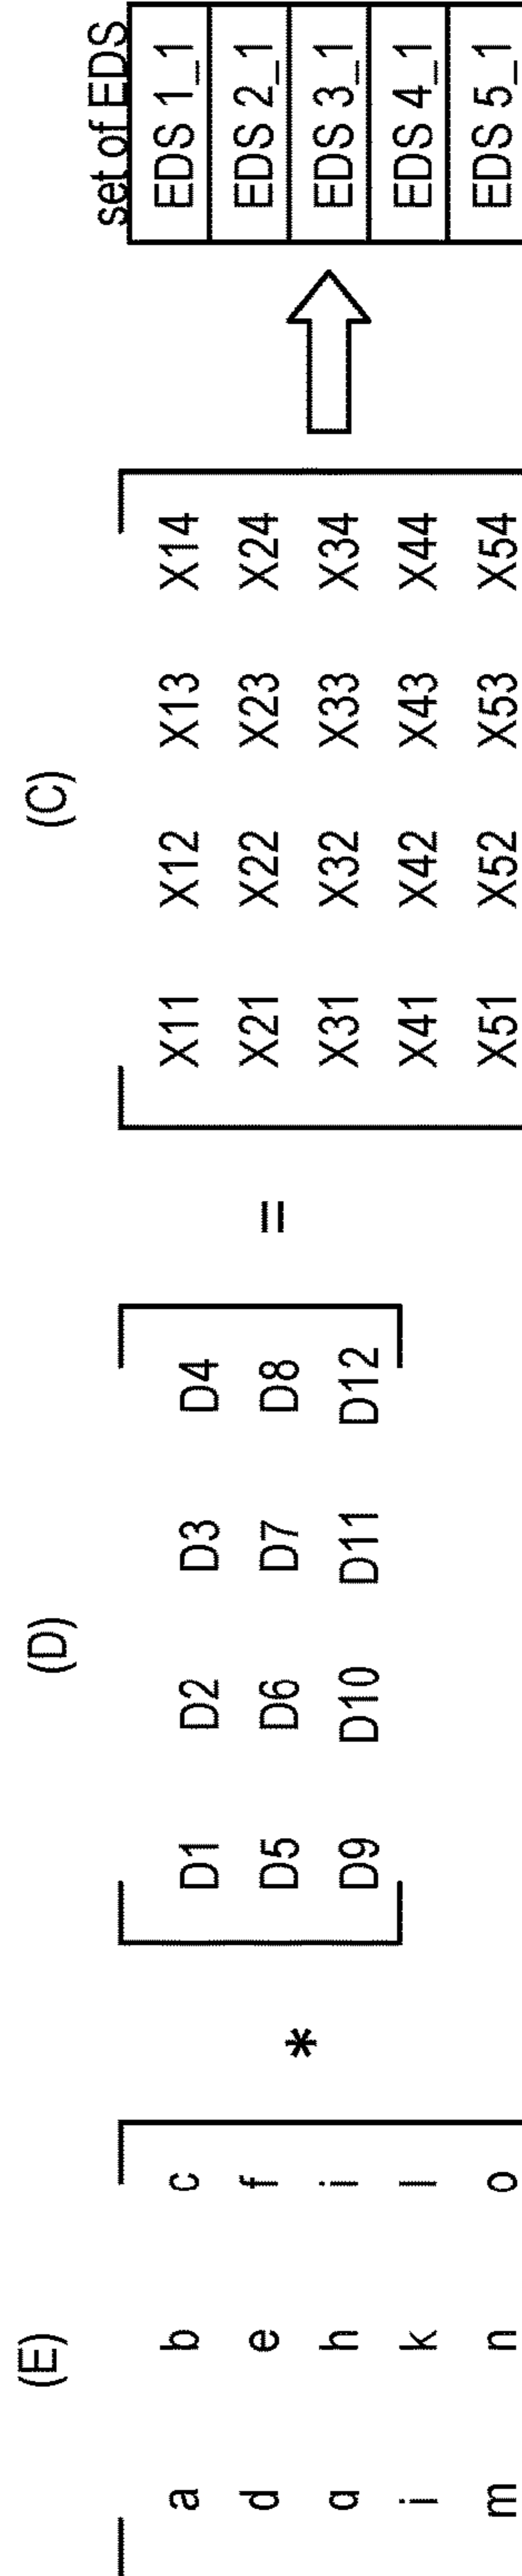 (E) (D) (C) set of EDS
a b c D1 D2 D3 D4 X11 X12 X13 X14 EDS 1_1
d e f * D5 D6 D7 D8 = X21 X22 X23 X24 EDS 2_1
g h i D9 D10 D11 D12 X31 X32 X33 X34 EDS 3_1
j k l X41 X42 X43 X44 EDS 4_1
m n o X51 X52 X53 X54 EDS 5_1